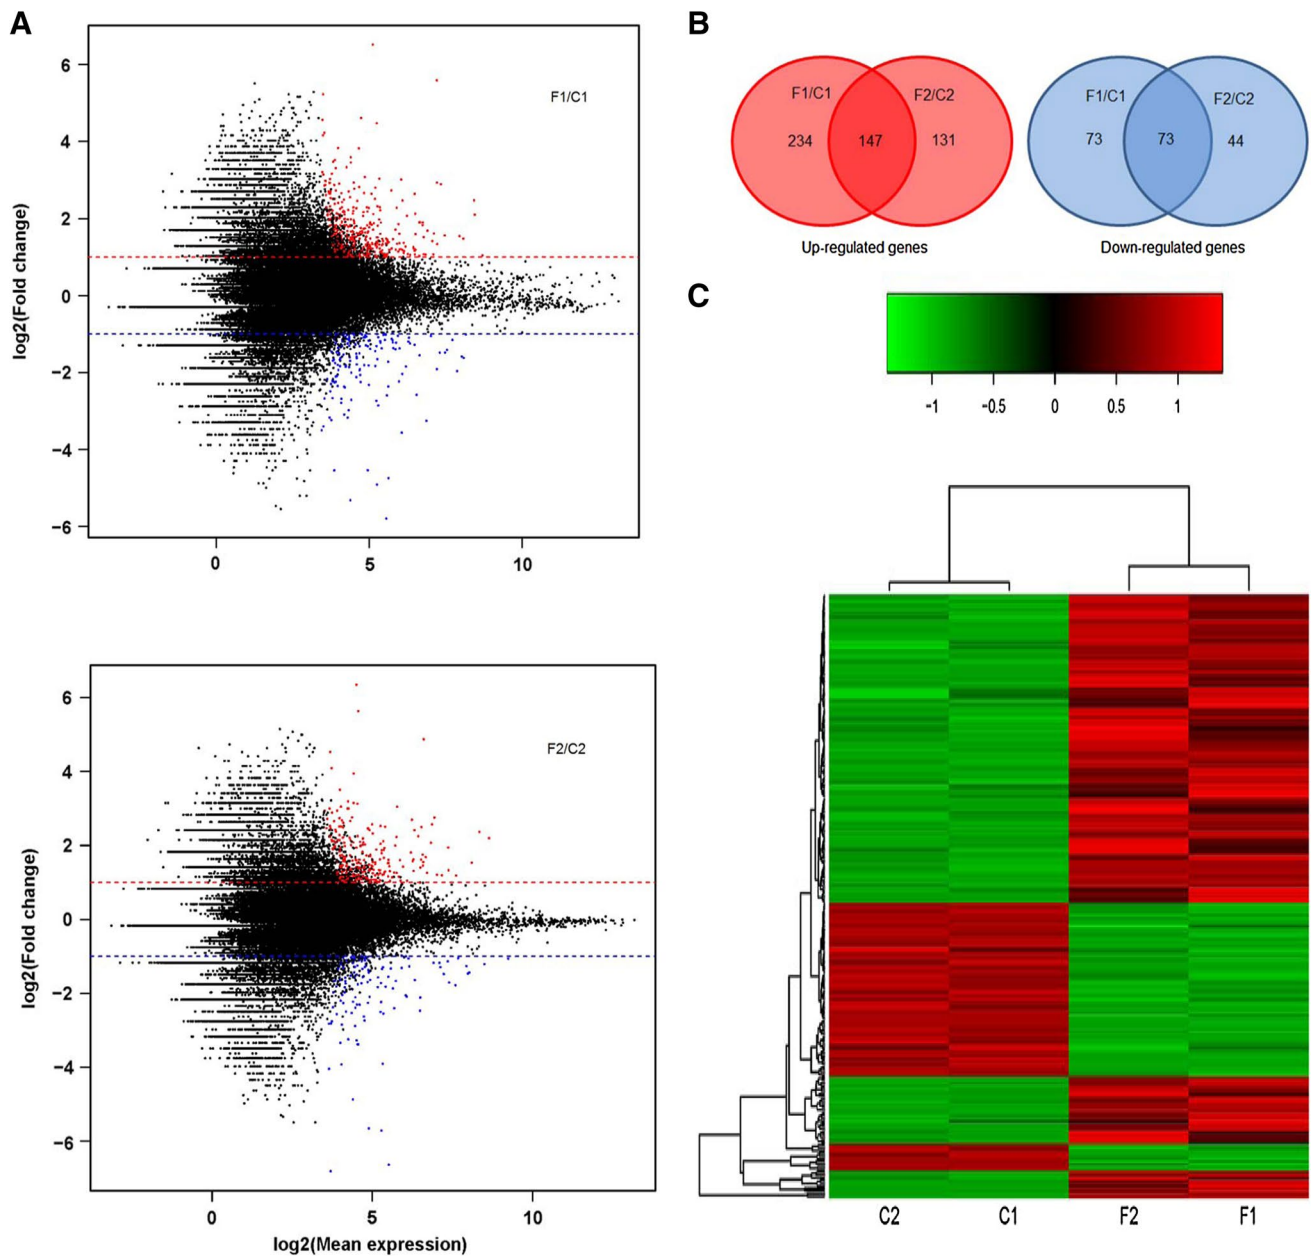 A
6
4
2
0
−2
−4
−6
log2(Fold change)
F1/C1
0 5 10
6
4
2
0
−2
−4
−6
log2(Fold change)
F2/C2
0 5 10
log2(Mean expression)
B
F1/C1 F2/C2
234 147 131
Up-regulated genes
F1/C1 F2/C2
73 73 44
Down-regulated genes
C
−1 −0.5 0 0.5 1
C2 C1 F2 F1